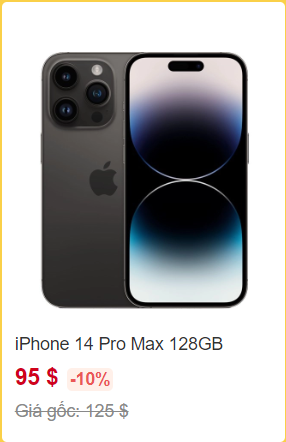 iPhone 14 Pro Max 128GB
95 $ -10%
Giá gốc: 125 $